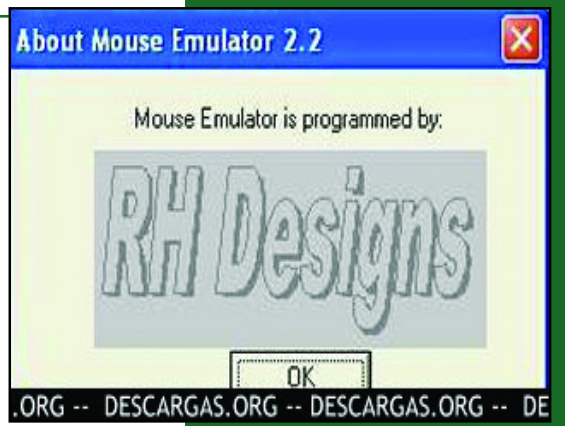 About Mouse Emulator 2.2
Mouse Emulator is programmed by:
RH Designs
OK
.ORG -- DESCARGAS.ORG -- DESCARGAS.ORG -- DE